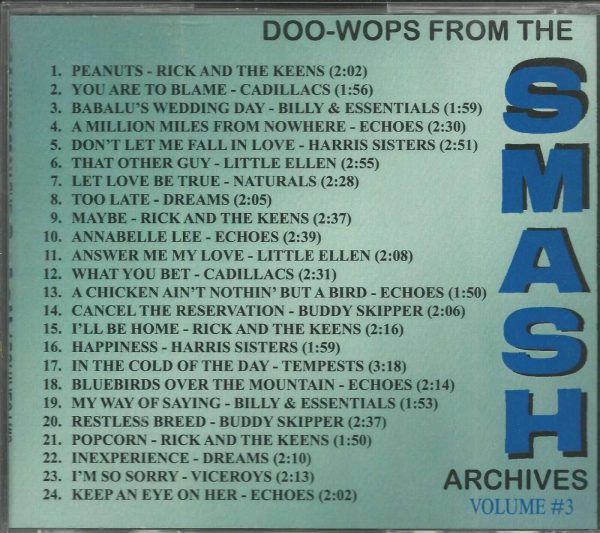 DOO-WOPS FROM THE
SMASH
ARCHIVES
VOLUME #3
1. PEANUTS - RICK AND THE KEENS (2:02)
2. YOU ARE TO BLAME - CADILLACS (1:56)
3. BABALU'S WEDDING DAY - BILLY & ESSENTIALS (1:59)
4. A MILLION MILES FROM NOWHERE - ECHOES (2:30)
5. DON'T LET ME FALL IN LOVE - HARRIS SISTERS (2:51)
6. THAT OTHER GUY - LITTLE ELLEN (2:55)
7. LET LOVE BE TRUE - NATURALS (2:28)
8. TOO LATE - DREAMS (2:05)
9. MAYBE - RICK AND THE KEENS (2:37)
10. ANNABELLE LEE - ECHOES (2:39)
11. ANSWER ME MY LOVE - LITTLE ELLEN (2:08)
12. WHAT YOU BET - CADILLACS (2:31)
13. A CHICKEN AIN'T NOTHIN' BUT A BIRD - ECHOES (1:50)
14. CANCEL THE RESERVATION - BUDDY SKIPPER (2:06)
15. I'LL BE HOME - RICK AND THE KEENS (2:16)
16. HAPPINESS - HARRIS SISTERS (1:59)
17. IN THE COLD OF THE DAY - TEMPESTS (3:18)
18. BLUEBIRDS OVER THE MOUNTAIN - ECHOES (2:14)
19. MY WAY OF SAYING - BILLY & ESSENTIALS (1:53)
20. RESTLESS BREED - BUDDY SKIPPER (2:37)
21. POPCORN - RICK AND THE KEENS (1:50)
22. INEXPERIENCE - DREAMS (2:10)
23. I'M SO SORRY - VICEROYS (2:13)
24. KEEP AN EYE ON HER - ECHOES (2:02)